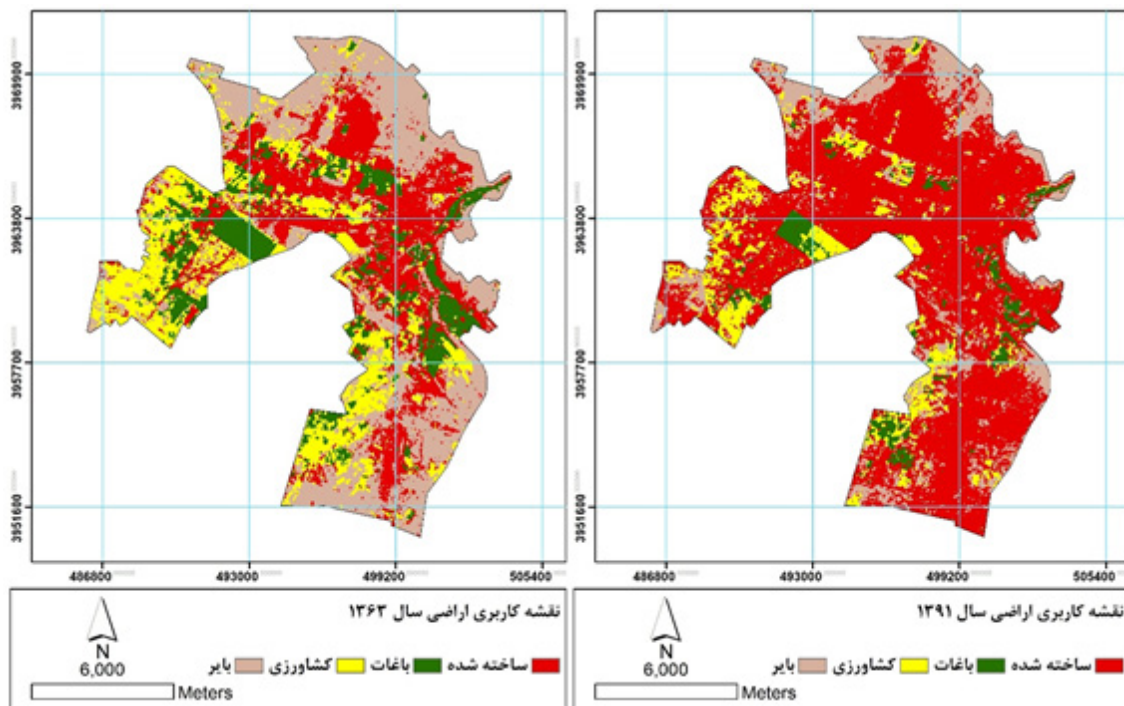 3969900
3963800
3957700
3951600
486800
493000
499200
505400
نقشه کاربری اراضی سال ۱۳۶۳
N
6,000
Meters
ساخته شده باغات کشاورزی بایر
3969900
3963800
3957700
3951600
486800
493000
499200
505400
نقشه کاربری اراضی سال ۱۳۹۱
N
6,000
Meters
ساخته شده باغات کشاورزی بایر